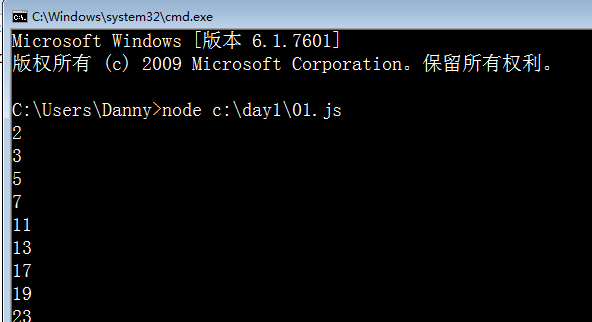 C:\Windows\system32\cmd.exe
Microsoft Windows [版本 6.1.7601]
版权所有 (c) 2009 Microsoft Corporation。保留所有权利。
C:\Users\Danny>node c:\day1\01.js
2
3
5
7
11
13
17
19
23